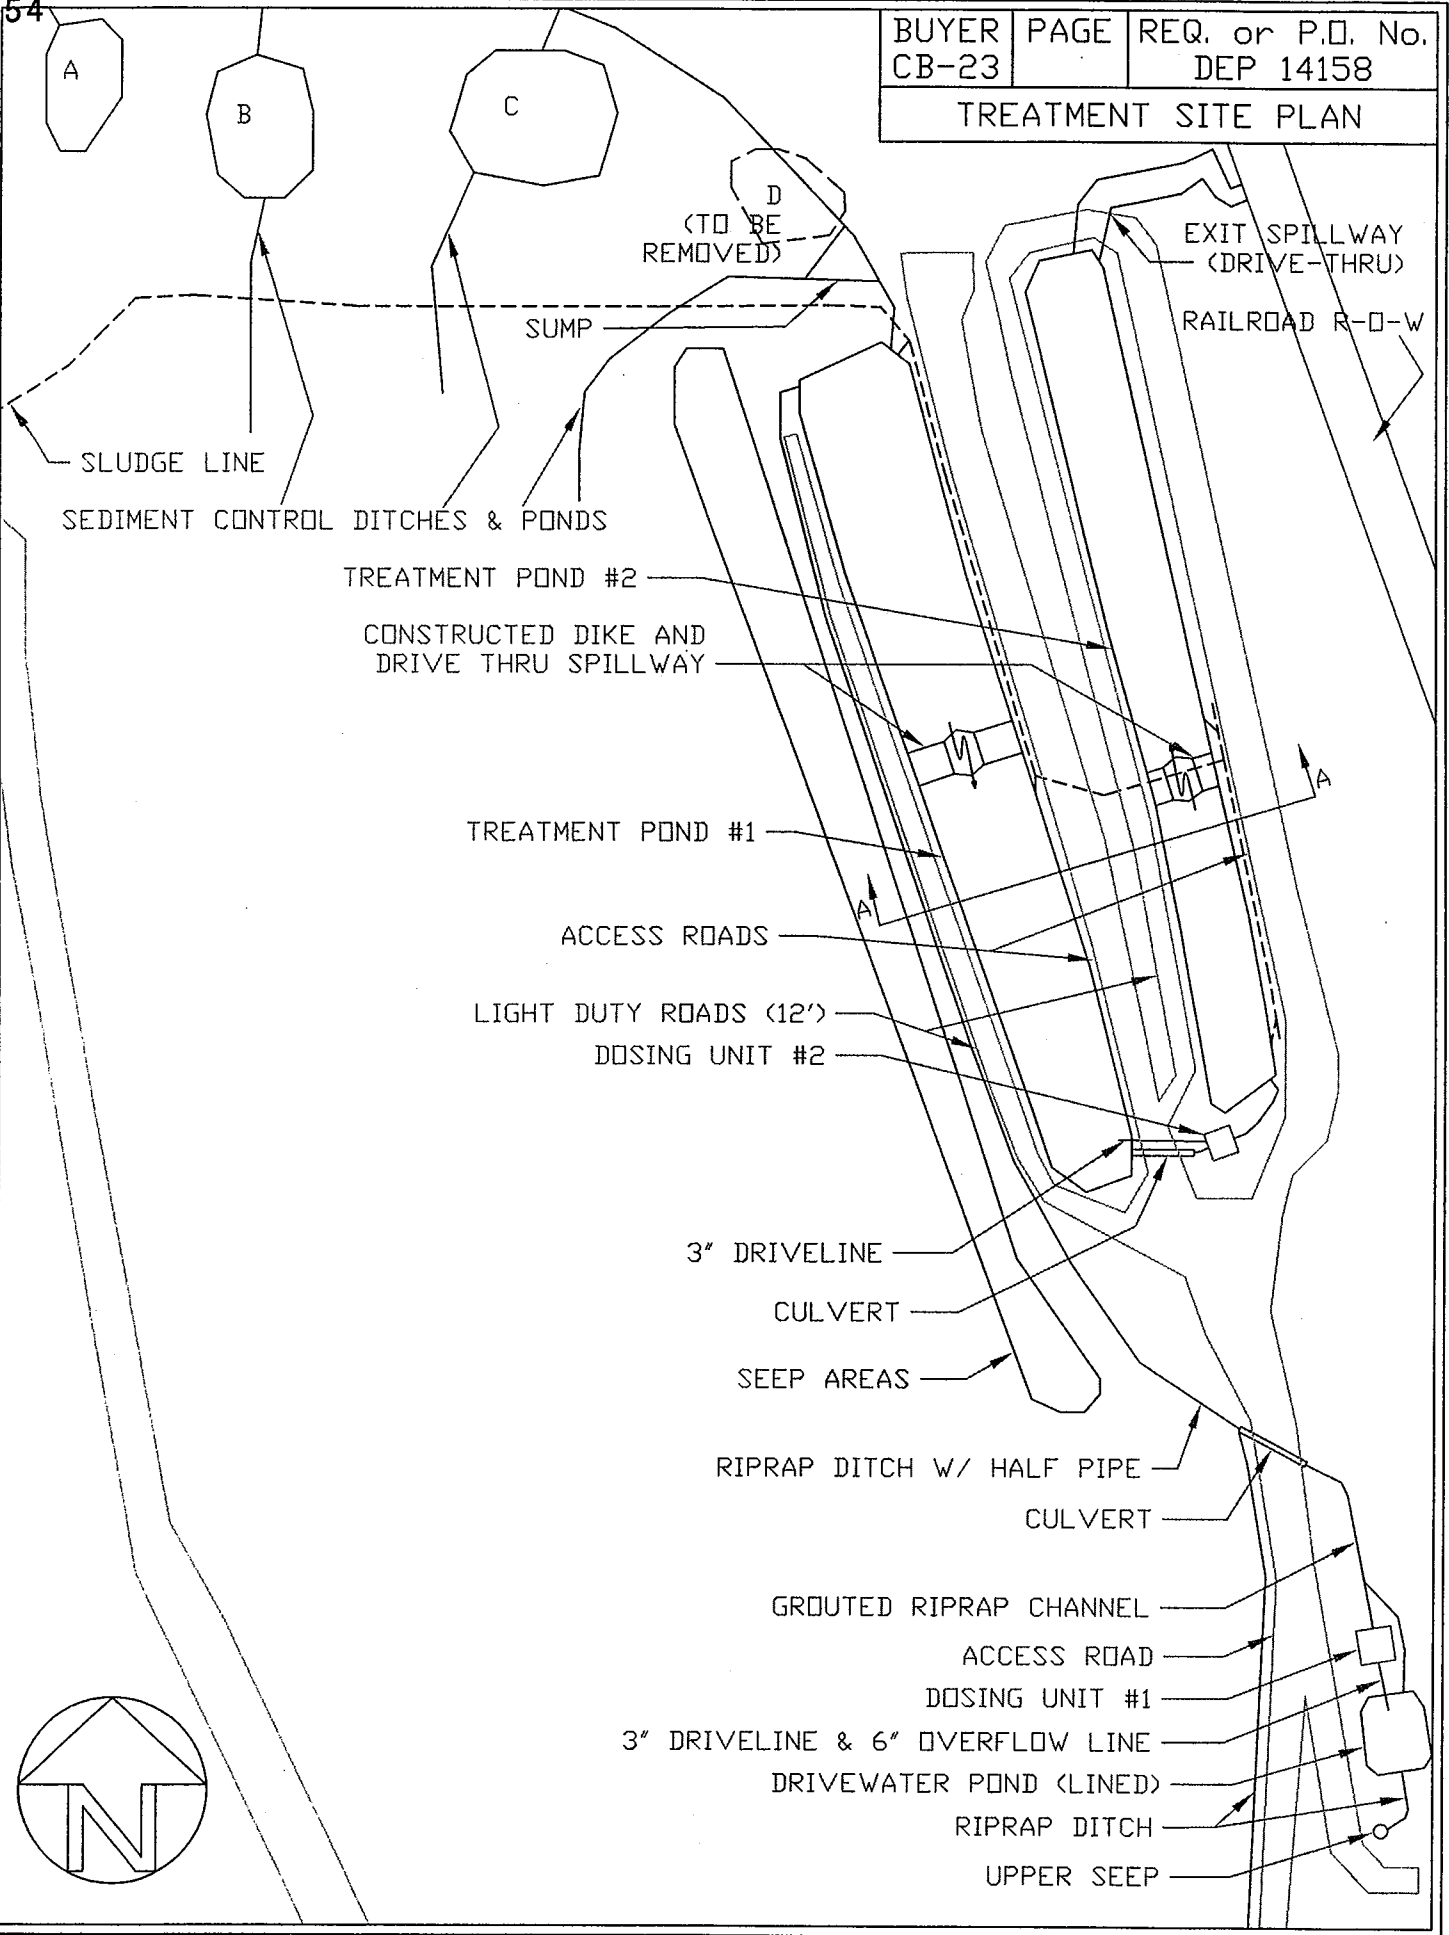 54
BUYER
CB-23
PAGE
REQ. or P.O. No.
DEP 14158
TREATMENT SITE PLAN
A
B
C
D
(TO BE
REMOVED)
EXIT SPILLWAY
(DRIVE-THRU)
SUMP
RAILROAD R-O-W
SLUDGE LINE
SEDIMENT CONTROL DITCHES & PONDS
TREATMENT POND #2
CONSTRUCTED DIKE AND
DRIVE THRU SPILLWAY
A
TREATMENT POND #1
A
ACCESS ROADS
LIGHT DUTY ROADS (12')
DOSING UNIT #2
3" DRIVELINE
CULVERT
SEEP AREAS
RIPRAP DITCH W/ HALF PIPE
CULVERT
GROUTED RIPRAP CHANNEL
ACCESS ROAD
DOSING UNIT #1
3" DRIVELINE & 6" OVERFLOW LINE
DRIVEWATER POND (LINED)
RIPRAP DITCH
UPPER SEEP
N